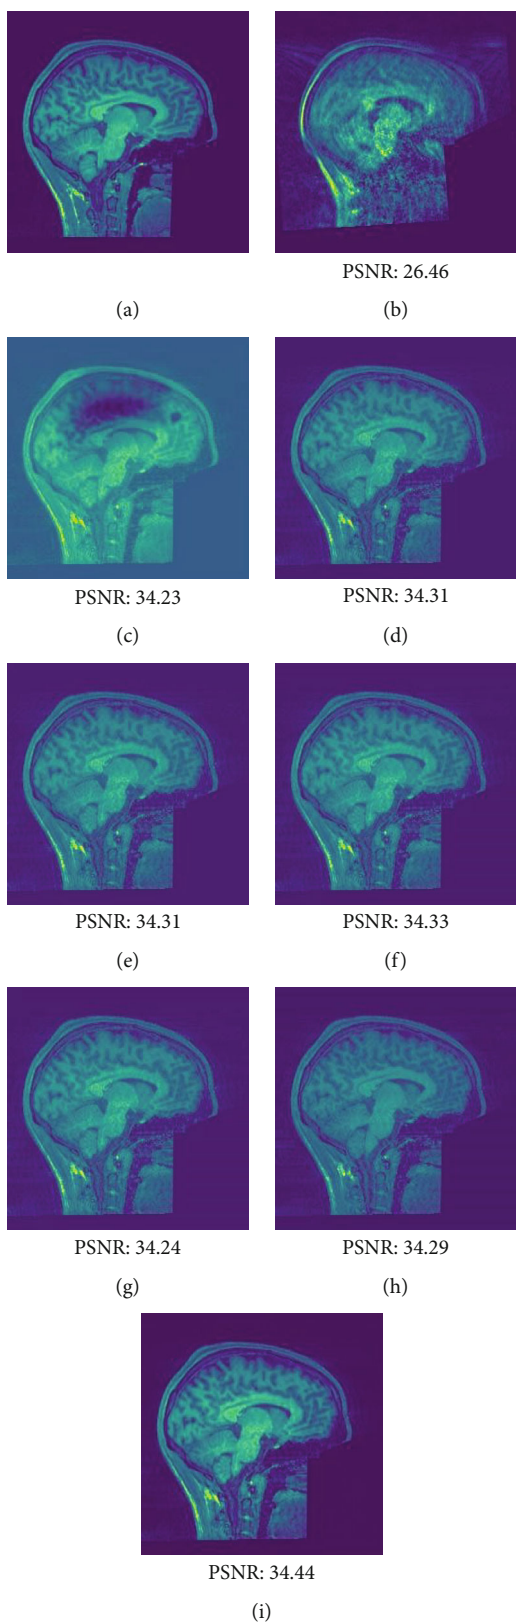 (a)
PSNR: 26.46
(b)
PSNR: 34.23
(c)
PSNR: 34.31
(d)
PSNR: 34.31
(e)
PSNR: 34.33
(f)
PSNR: 34.24
(g)
PSNR: 34.29
(h)
PSNR: 34.44
(i)